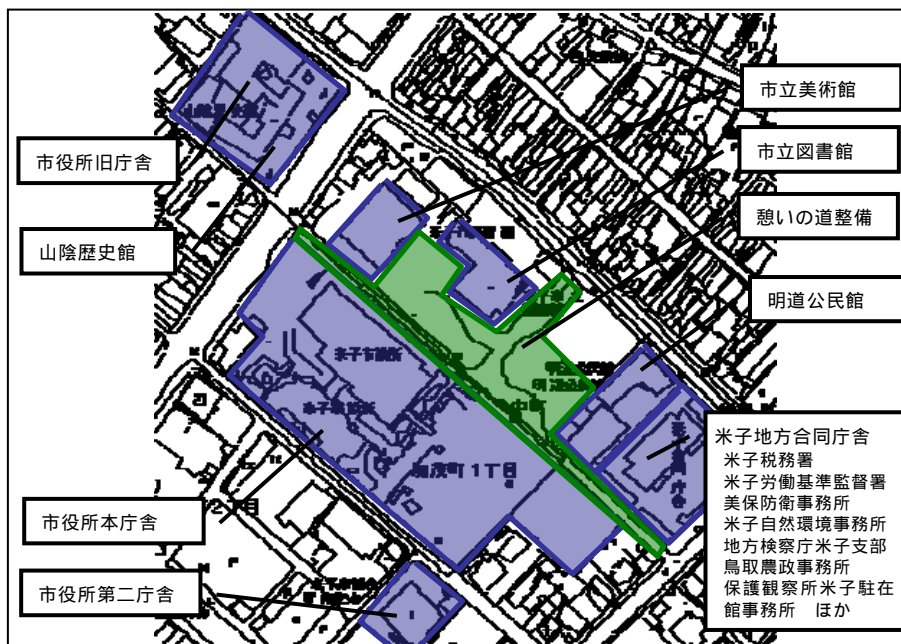 市立美術館
市立図書館
憩いの道整備
明道公民館
市役所旧庁舎
山陰歴史館
米子市役所
加茂町1丁目
米子地方合同庁舎
米子税務署
米子労働基準監督署
美保防衛事務所
米子自然環境事務所
地方検察庁米子支部
鳥取農政事務所
保護観察所米子駐在
館事務所 ほか
市役所本庁舎
市役所第二庁舎